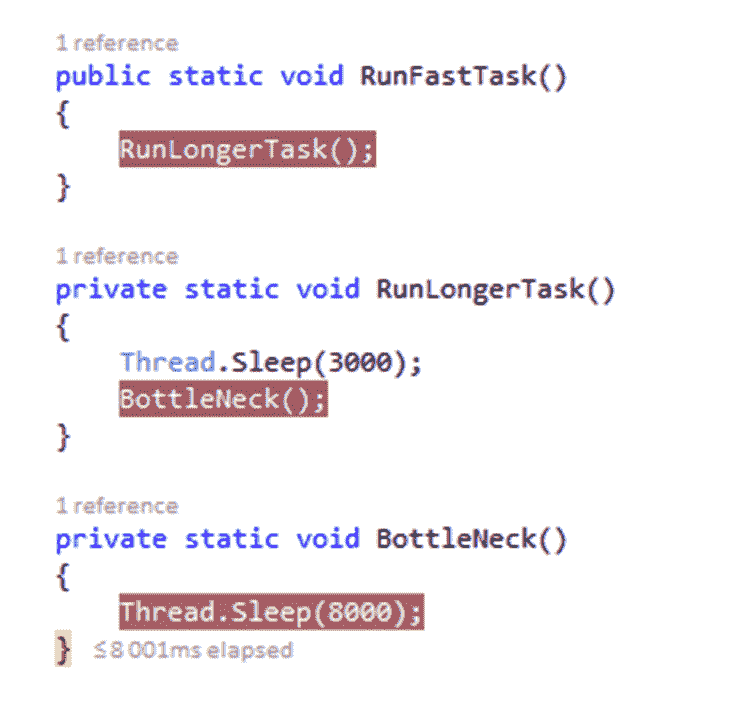 1 reference
public static void RunFastTask()
{
RunLongerTask();
}
1 reference
private static void RunLongerTask()
{
Thread.Sleep(3000);
BottleNeck();
}
1 reference
private static void BottleNeck()
{
Thread.Sleep(8000);
} ≤8 001ms elapsed